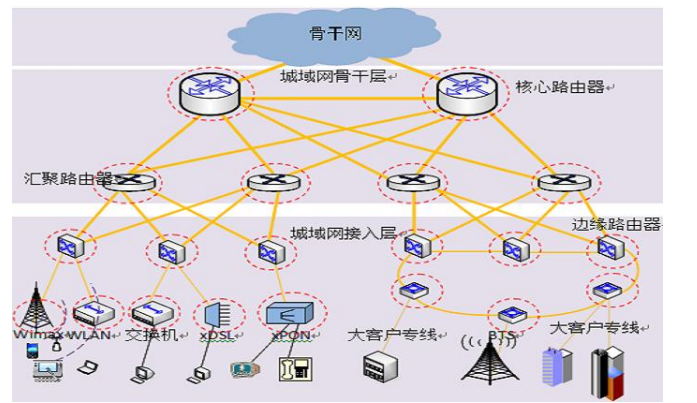 骨干网
城域网骨干层
核心路由器
汇聚路由器
城域网接入层
边缘路由器
Wimax
WLAN
交换机
xDSL
xPON
大客户专线
BTS
大客户专线